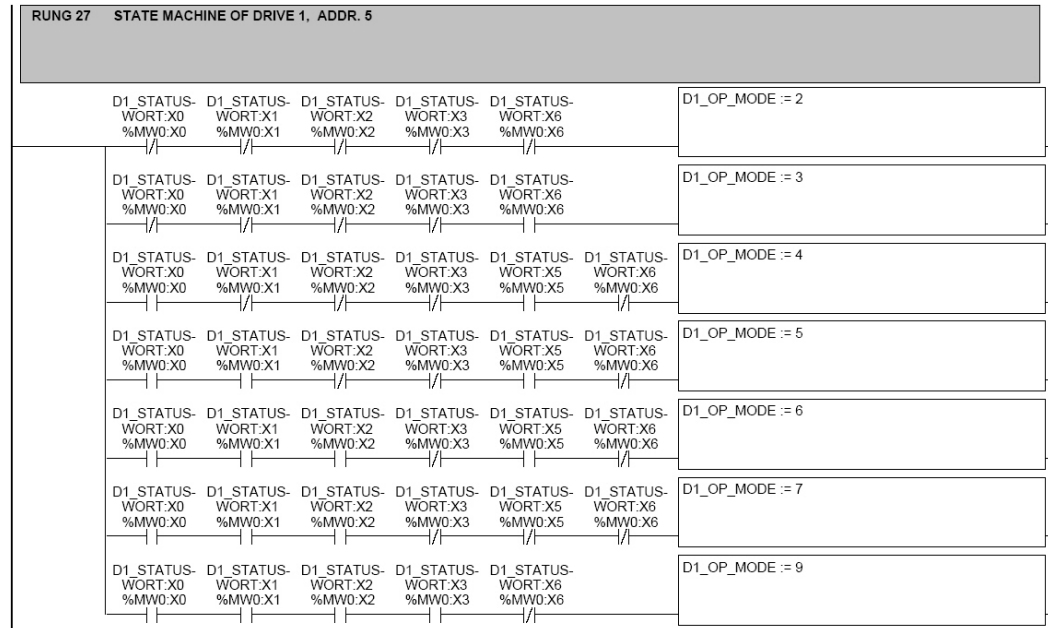 RUNG 27 STATE MACHINE OF DRIVE 1, ADDR. 5
D1_STATUS- D1_STATUS- D1_STATUS- D1_STATUS- D1_STATUS- D1_OP_MODE := 2
WORT:X0 WORT:X1 WORT:X2 WORT:X3 WORT:X6
%MW0:X0 %MW0:X1 %MW0:X2 %MW0:X3 %MW0:X6
D1_STATUS- D1_STATUS- D1_STATUS- D1_STATUS- D1_STATUS- D1_OP_MODE := 3
WORT:X0 WORT:X1 WORT:X2 WORT:X3 WORT:X6
%MW0:X0 %MW0:X1 %MW0:X2 %MW0:X3 %MW0:X6
D1_STATUS- D1_STATUS- D1_STATUS- D1_STATUS- D1_STATUS- D1_STATUS- D1_OP_MODE := 4
WORT:X0 WORT:X1 WORT:X2 WORT:X3 WORT:X5 WORT:X6
%MW0:X0 %MW0:X1 %MW0:X2 %MW0:X3 %MW0:X5 %MW0:X6
D1_STATUS- D1_STATUS- D1_STATUS- D1_STATUS- D1_STATUS- D1_STATUS- D1_OP_MODE := 5
WORT:X0 WORT:X1 WORT:X2 WORT:X3 WORT:X5 WORT:X6
%MW0:X0 %MW0:X1 %MW0:X2 %MW0:X3 %MW0:X5 %MW0:X6
D1_STATUS- D1_STATUS- D1_STATUS- D1_STATUS- D1_STATUS- D1_STATUS- D1_OP_MODE := 6
WORT:X0 WORT:X1 WORT:X2 WORT:X3 WORT:X5 WORT:X6
%MW0:X0 %MW0:X1 %MW0:X2 %MW0:X3 %MW0:X5 %MW0:X6
D1_STATUS- D1_STATUS- D1_STATUS- D1_STATUS- D1_STATUS- D1_STATUS- D1_OP_MODE := 7
WORT:X0 WORT:X1 WORT:X2 WORT:X3 WORT:X5 WORT:X6
%MW0:X0 %MW0:X1 %MW0:X2 %MW0:X3 %MW0:X5 %MW0:X6
D1_STATUS- D1_STATUS- D1_STATUS- D1_STATUS- D1_STATUS- D1_OP_MODE := 9
WORT:X0 WORT:X1 WORT:X2 WORT:X3 WORT:X6
%MW0:X0 %MW0:X1 %MW0:X2 %MW0:X3 %MW0:X6